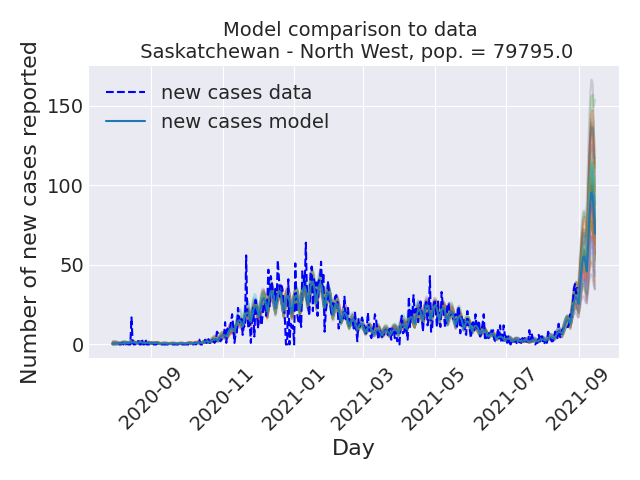 Model comparison to data
Saskatchewan - North West, pop. = 79795.0
Number of new cases reported
new cases data
new cases model
150
100
50
0
2020-09
2020-11
2021-01
2021-03
2021-05
2021-07
2021-09
Day